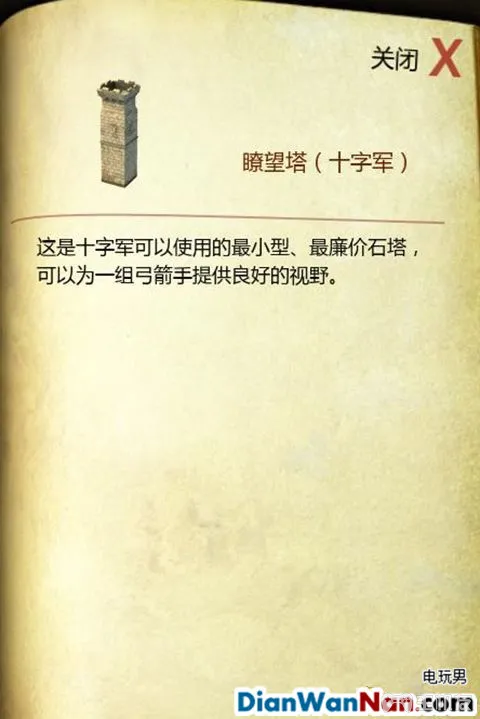 关闭 X
瞭望塔（十字军）
这是十字军可以使用的最小型、最廉价石塔，
可以为一组弓箭手提供良好的视野。
电玩男
DianWanNan.com